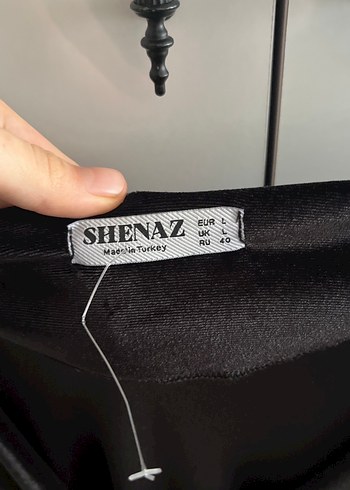 SHENAZ
Made in Turkey
EUR L
UK L
RU 40